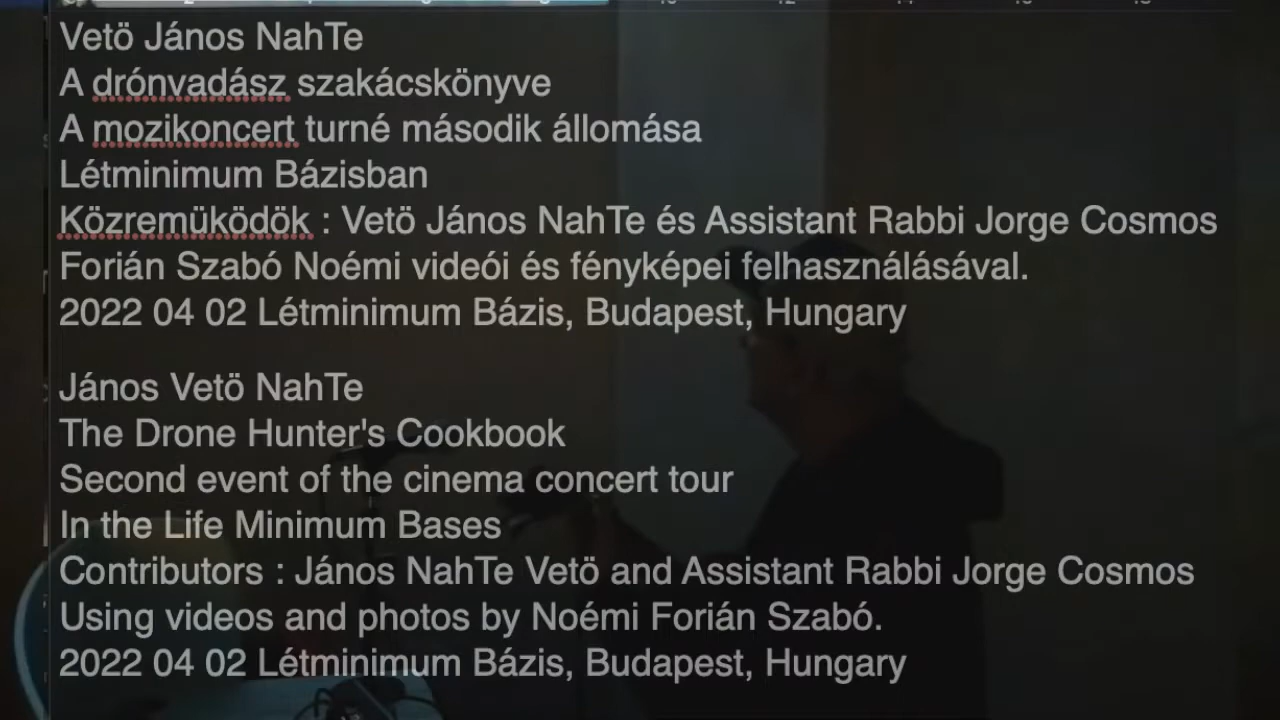 Vetö János NahTe
A drónvadász szakácskönyve
A mozikoncert turné második állomása
Létminimum Bázisban
Közremüködök : Vetö János NahTe és Assistant Rabbi Jorge Cosmos
Forián Szabó Noémi videói és fényképei felhasználásával.
2022 04 02 Létminimum Bázis, Budapest, Hungary
János Vetö NahTe
The Drone Hunter's Cookbook
Second event of the cinema concert tour
In the Life Minimum Bases
Contributors : János NahTe Vetö and Assistant Rabbi Jorge Cosmos
Using videos and photos by Noémi Forián Szabó.
2022 04 02 Létminimum Bázis, Budapest, Hungary